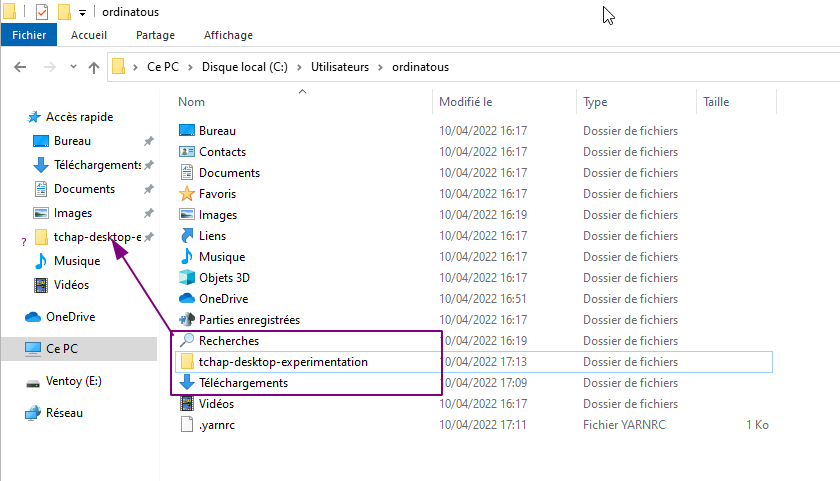 ordinatous
Fichier Accueil Partage Affichage
Ce PC Disque local (C:) Utilisateurs ordinatous
Nom Modifié le Type Taille
Accès rapide
Bureau
Téléchargements
Documents
Images
? tchap-desktop-e
Musique
Vidéos
OneDrive
Ce PC
Ventoy (E:)
Réseau
Bureau 10/04/2022 16:17 Dossier de fichiers
Contacts 10/04/2022 16:17 Dossier de fichiers
Documents 10/04/2022 16:17 Dossier de fichiers
Favoris 10/04/2022 16:17 Dossier de fichiers
Images 10/04/2022 16:19 Dossier de fichiers
Liens 10/04/2022 16:17 Dossier de fichiers
Musique 10/04/2022 16:17 Dossier de fichiers
Objets 3D 10/04/2022 16:17 Dossier de fichiers
OneDrive 10/04/2022 16:51 Dossier de fichiers
Parties enregistrées 10/04/2022 16:17 Dossier de fichiers
Recherches 10/04/2022 16:19 Dossier de fichiers
tchap-desktop-experimentation 10/04/2022 17:13 Dossier de fichiers
Téléchargements 10/04/2022 17:09 Dossier de fichiers
Vidéos 10/04/2022 16:17 Dossier de fichiers
.yarnrc 10/04/2022 17:11 Fichier YARNRC 1 Ko